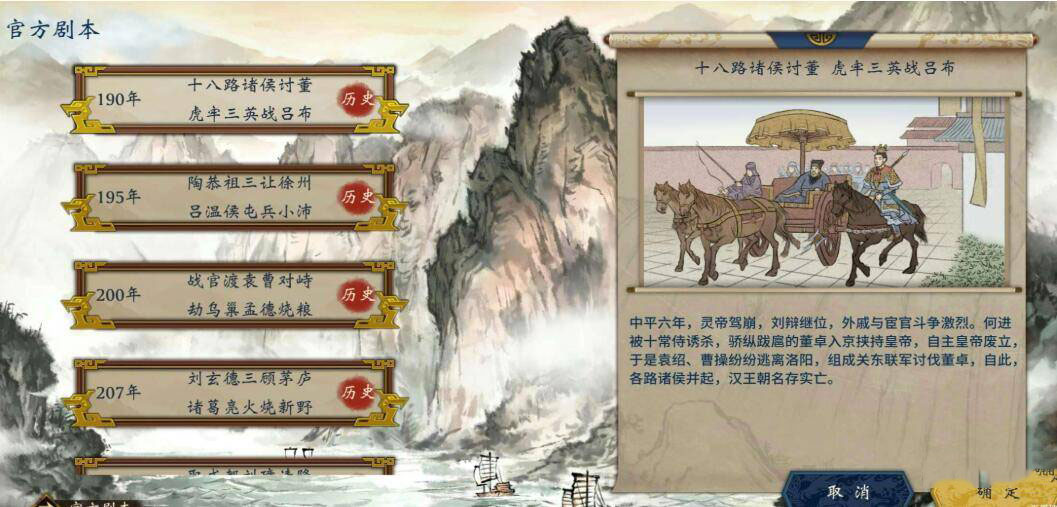 官方剧本
190年
十八路诸侯讨董
虎牢三英战吕布
历史
195年
陶恭祖三让徐州
吕温侯屯兵小沛
历史
200年
战官渡袁曹对峙
劫乌巢孟德烧粮
历史
207年
刘玄德三顾茅庐
诸葛亮火烧新野
历史
十八路诸侯讨董 虎牢三英战吕布
中平六年，灵帝驾崩，刘辩继位，外戚与宦官斗争激烈。何进
被十常侍诱杀，骄纵跋扈的董卓入京挟持皇帝，自主皇帝废立，
于是袁绍、曹操纷纷逃离洛阳，组成关东联军讨伐董卓，自此，
各路诸侯并起，汉王朝名存实亡。
取消
确定
官方剧本